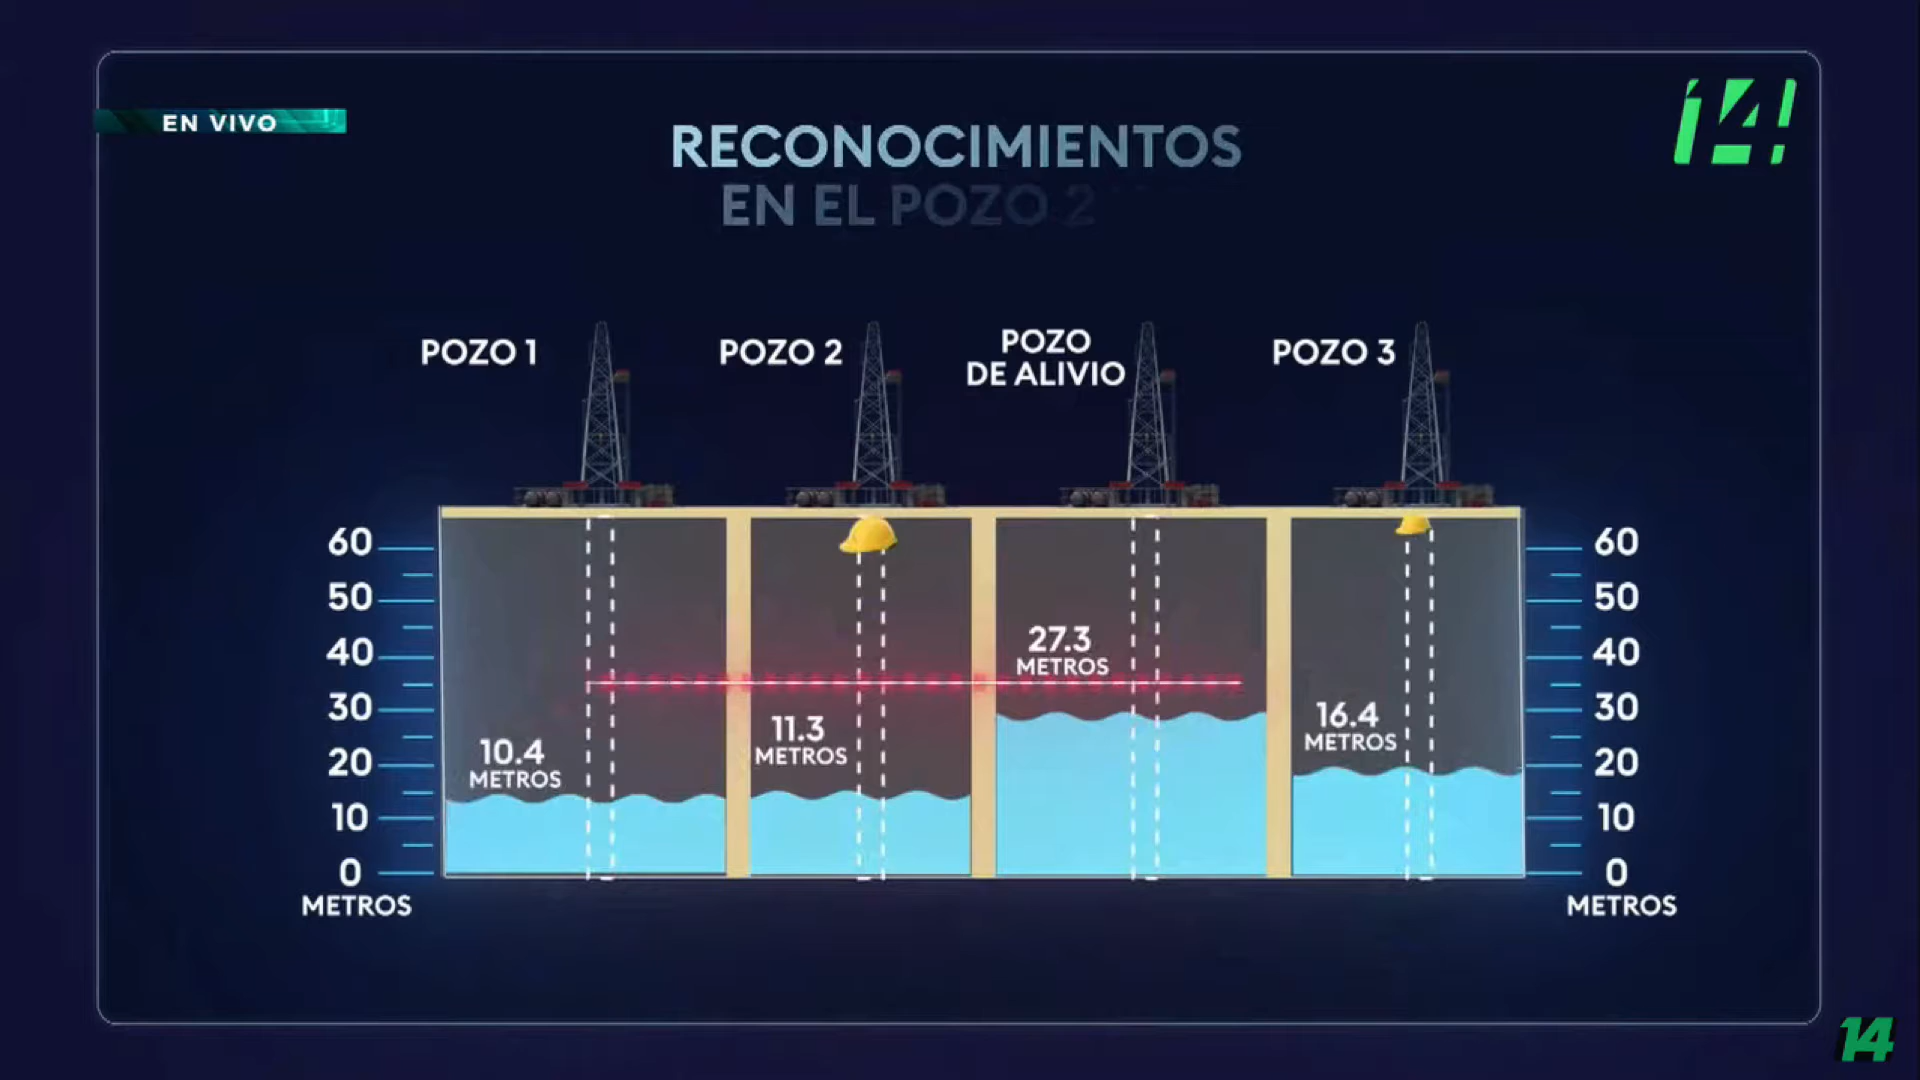 EN VIVO
14!
RECONOCIMIENTOS
EN EL POZO 2
POZO 1
POZO 2
POZO
DE ALIVIO
POZO 3
60
50
40
30
20
10
0
METROS
10.4
METROS
11.3
METROS
27.3
METROS
16.4
METROS
60
50
40
30
20
10
0
METROS
14